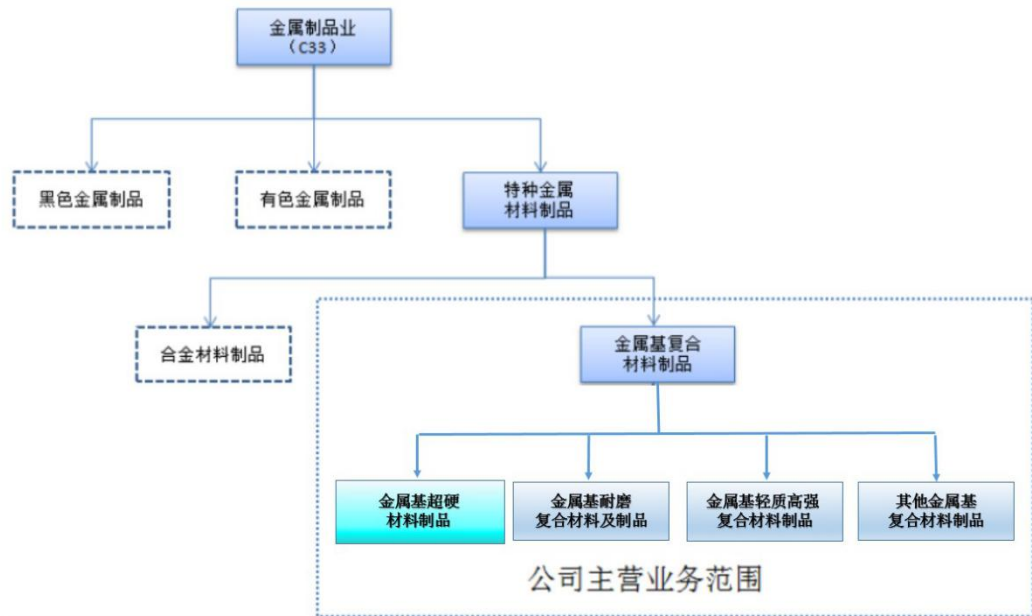 金属制品业
（C33）
黑色金属制品
有色金属制品
特种金属
材料制品
合金材料制品
金属基复合
材料制品
金属基超硬
材料制品
金属基耐磨
复合材料及制品
金属基轻质高强
复合材料制品
其他金属基
复合材料制品
公司主营业务范围